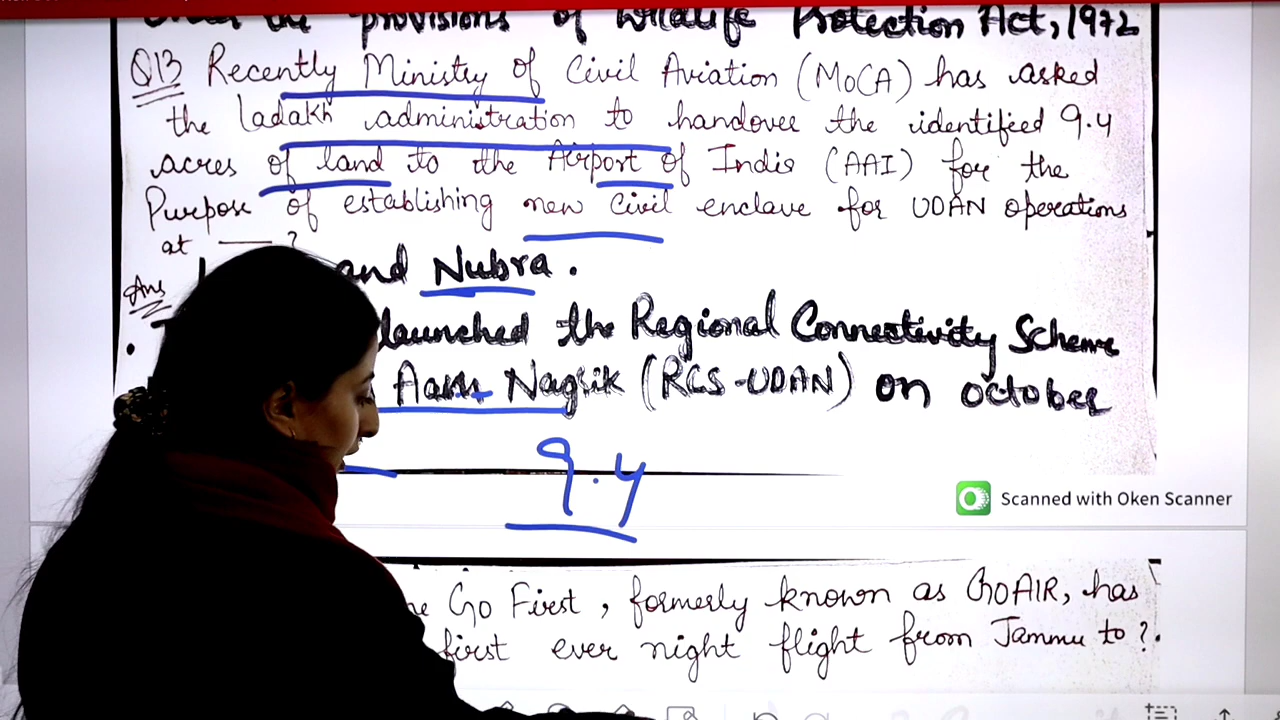 under the provisions of Wildlife Protection Act, 1972
Q13 Recently Ministry of Civil Aviation (MoCA) has asked
the ladakh administration to handover the identified 9.4
acres of land to the Airport of India (AAI) for the
Purpose of establishing new civil enclave for UDAN operations
at ___ ?
Ans and Nubra.
launched the Regional Connectivity Scheme
Aam Nagrik (RCS-UDAN) on october
9.4
Scanned with Oken Scanner
Go First, formerly known as GOAIR, has
first ever night flight from Jammu to ?.